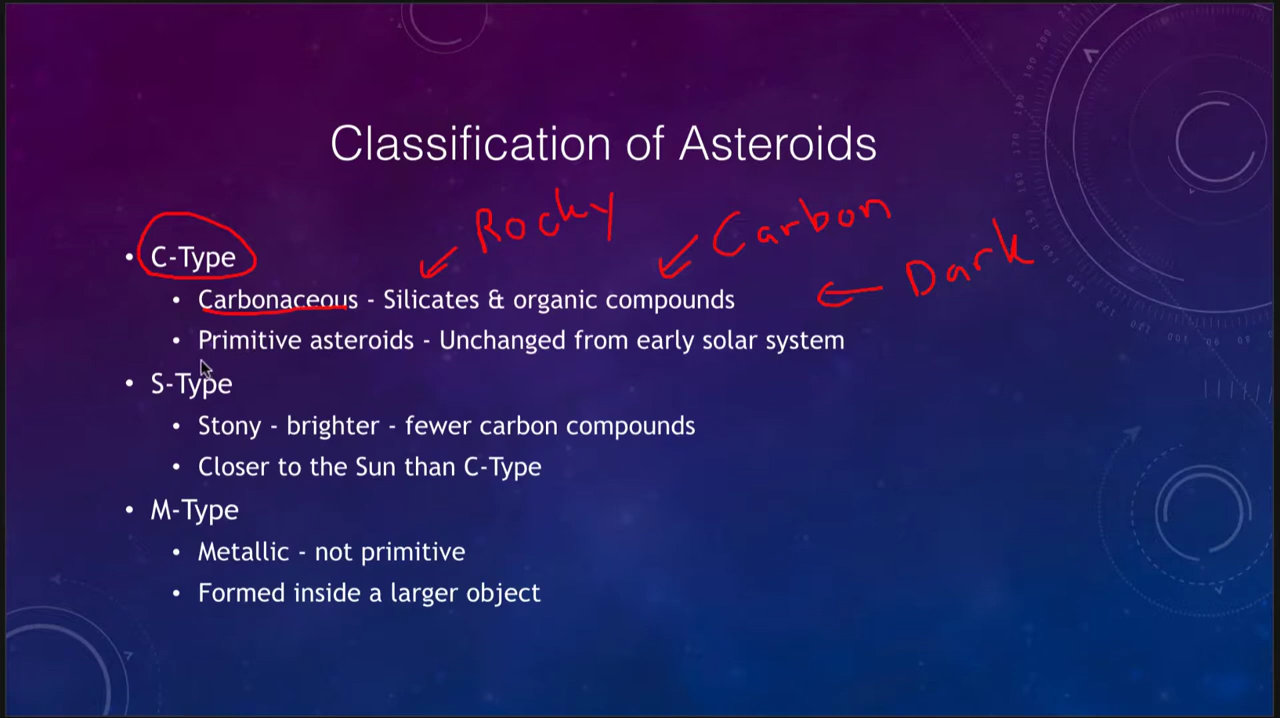 Classification of Asteroids
Rocky
Carbon
Dark
• C-Type
• Carbonaceous - Silicates & organic compounds
• Primitive asteroids - Unchanged from early solar system
• S-Type
• Stony - brighter - fewer carbon compounds
• Closer to the Sun than C-Type
• M-Type
• Metallic - not primitive
• Formed inside a larger object